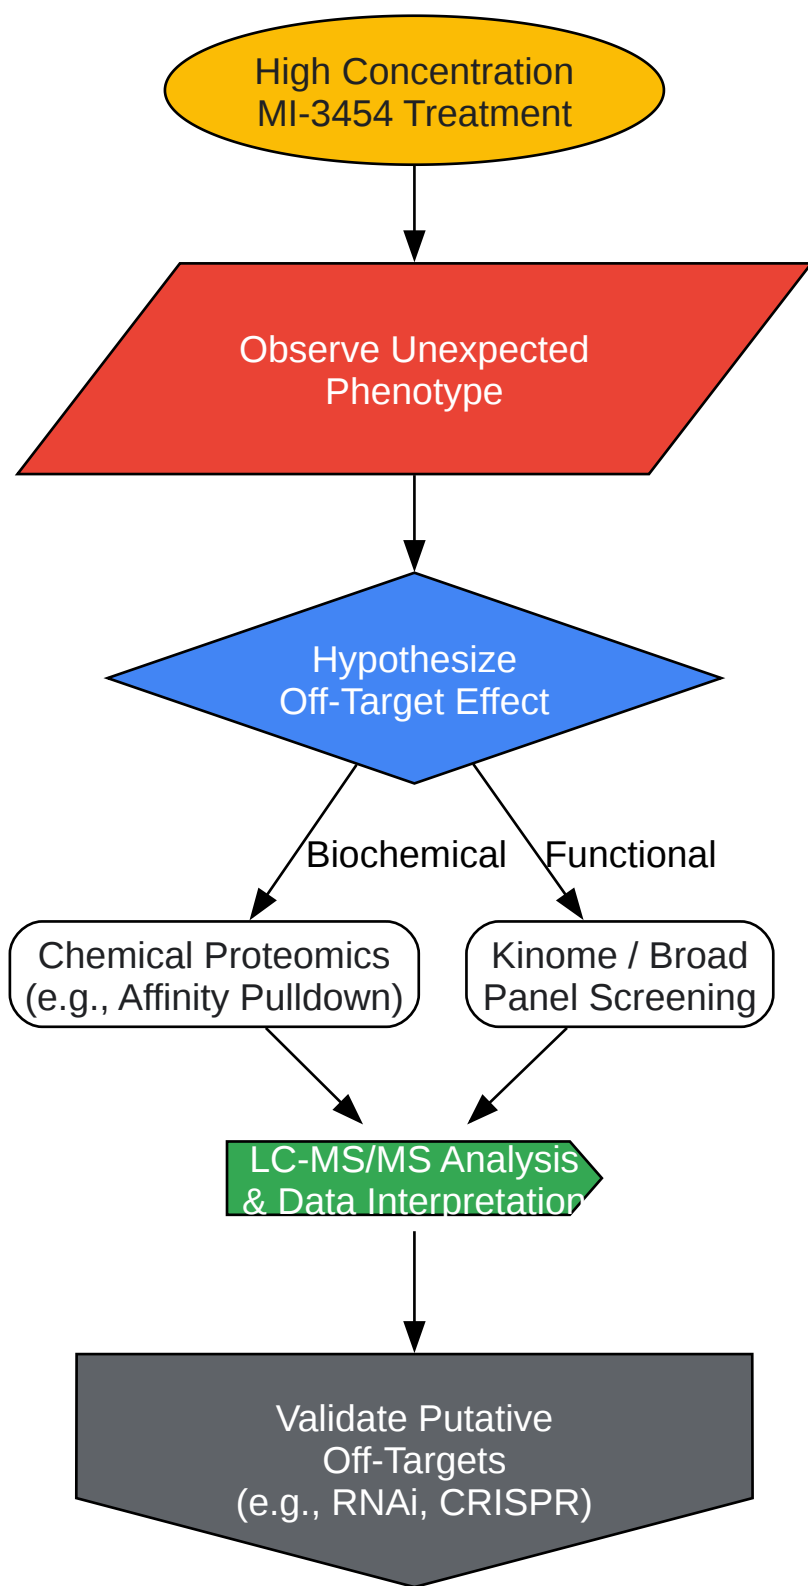 High Concentration
MI-3454 Treatment
Observe Unexpected
Phenotype
Hypothesize
Off-Target Effect
Biochemical
Functional
Chemical Proteomics
(e.g., Affinity Pulldown)
Kinome / Broad
Panel Screening
LC-MS/MS Analysis
& Data Interpretation
Validate Putative
Off-Targets
(e.g., RNAi, CRISPR)